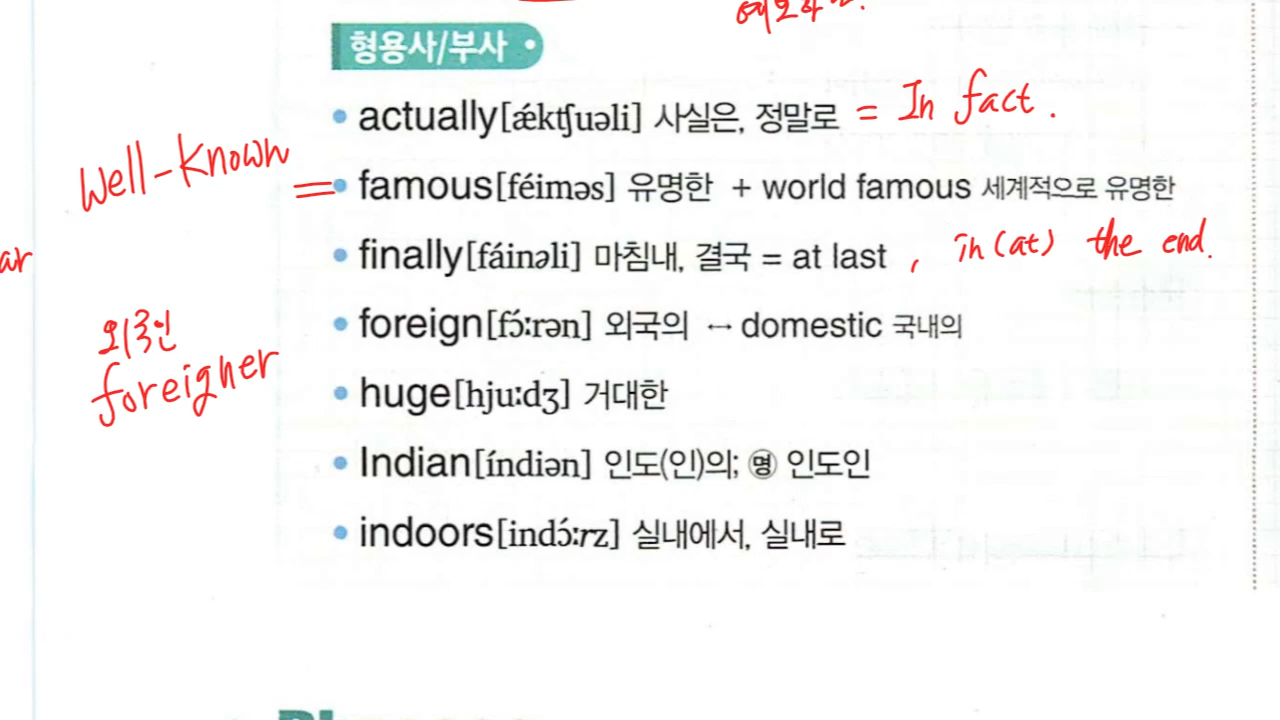 형용사/부사
actually[ǽktʃuəli] 사실은, 정말로 = In fact.
Well-known = famous[féiməs] 유명한 + world famous 세계적으로 유명한
finally[fáinəli] 마침내, 결국 = at last , in(at) the end.
foreign[fɔ́ːrən] 외국의 ↔ domestic 국내의
외국인
foreigner
huge[hjuːdʒ] 거대한
Indian[índiən] 인도(인)의; 명 인도인
indoors[indɔ́ːrz] 실내에서, 실내로